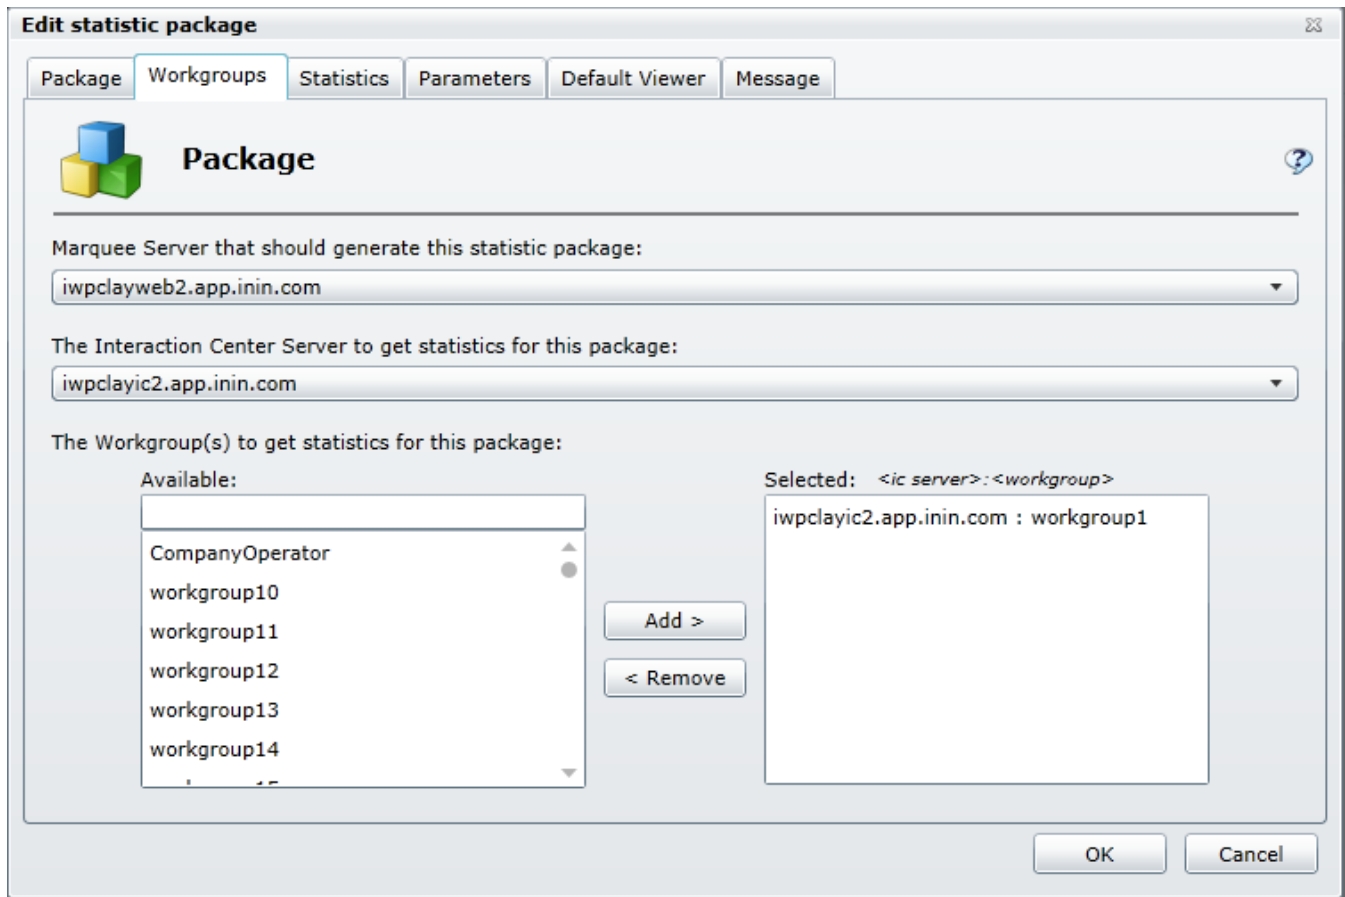 Edit statistic package
Package Workgroups Statistics Parameters Default Viewer Message
Package
Marquee Server that should generate this statistic package:
iwpclayweb2.app.inin.com
The Interaction Center Server to get statistics for this package:
iwpclayic2.app.inin.com
The Workgroup(s) to get statistics for this package:
Available:
Selected: <ic server>:<workgroup>
CompanyOperator
workgroup10
workgroup11
workgroup12
workgroup13
workgroup14
Add >
< Remove
iwpclayic2.app.inin.com : workgroup1
OK Cancel